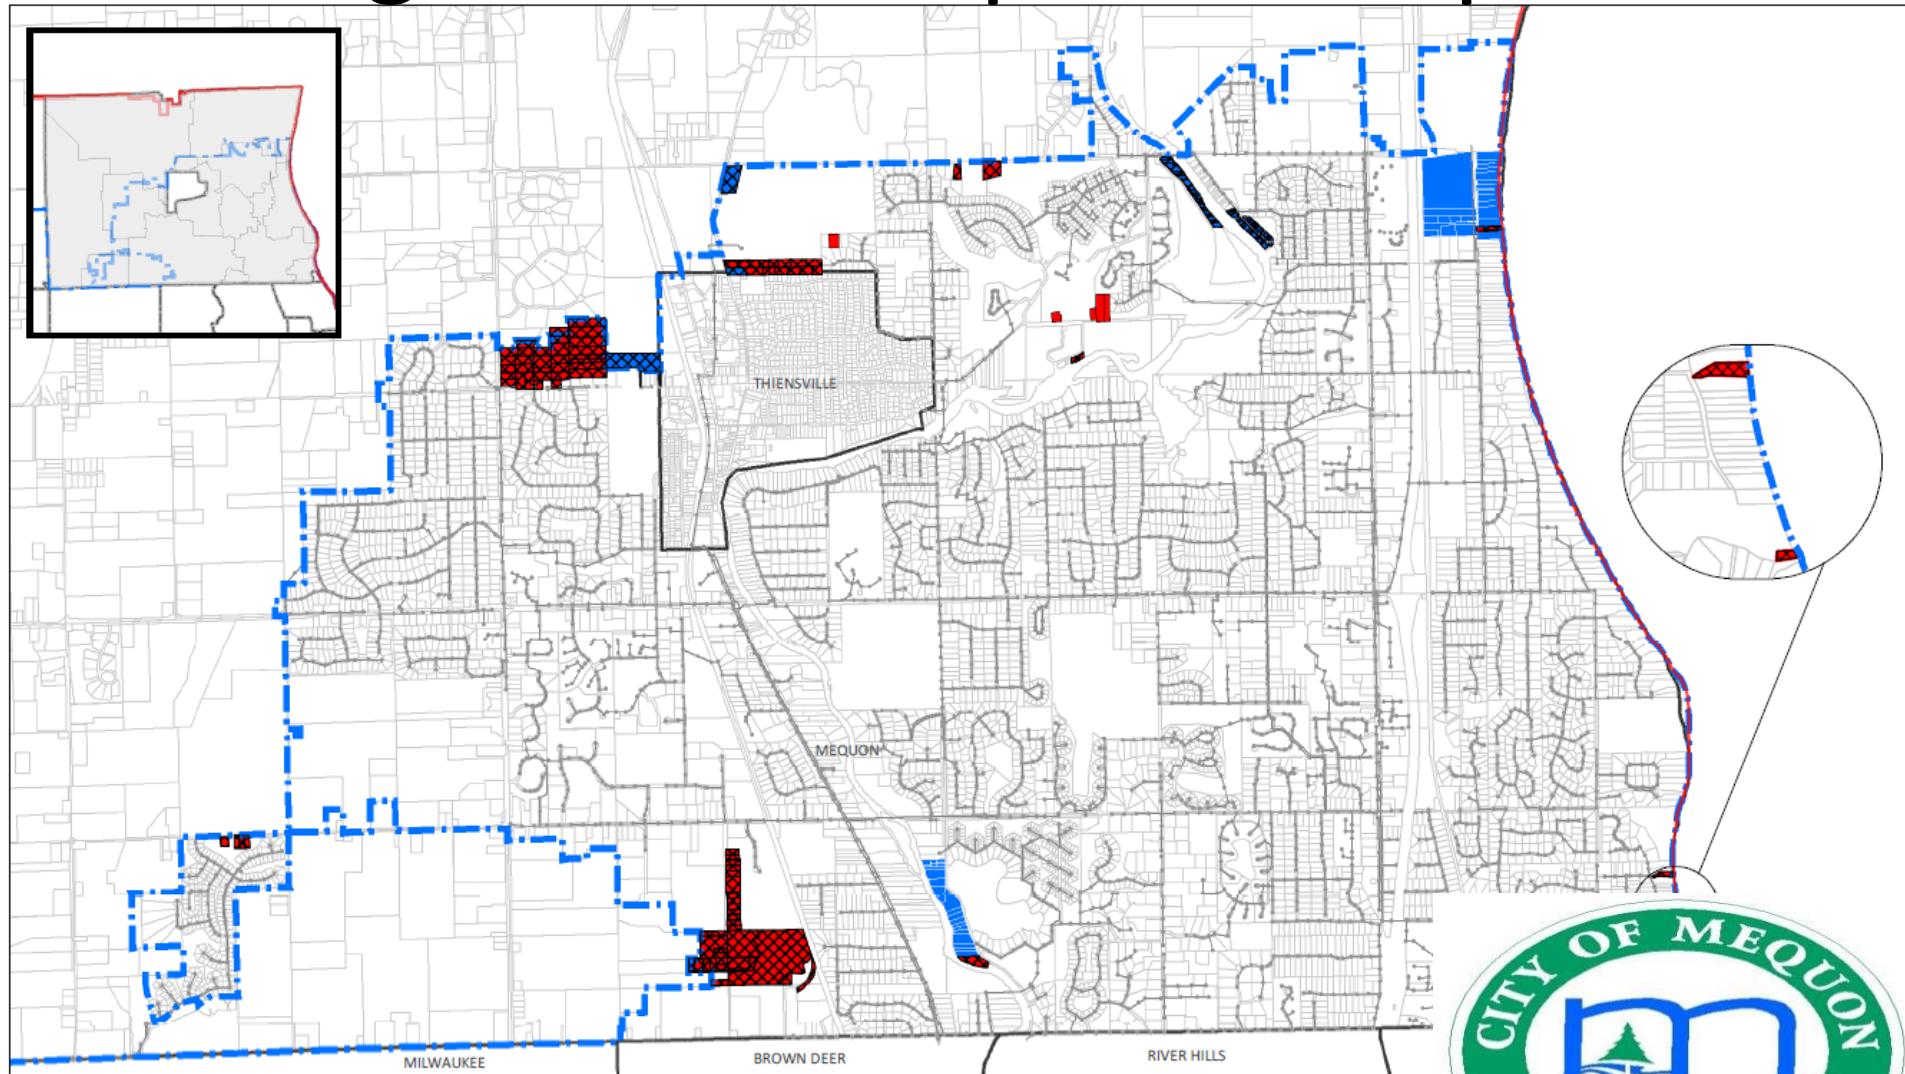 THIENSVILLE
MEQUON
MILWAUKEE
BROWN DEER
RIVER HILLS
CITY OF MEQUON